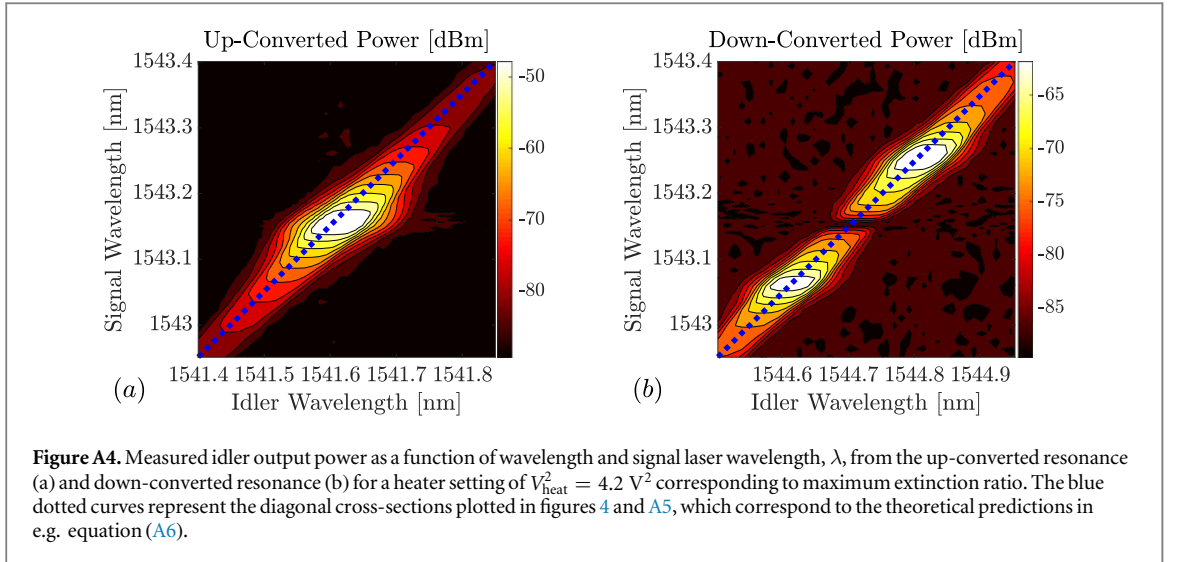 Up-Converted Power [dBm]
1543.4
1543.3
1543.2
1543.1
1543
Signal Wavelength [nm]
-50
-60
-70
-80
1541.4 1541.5 1541.6 1541.7 1541.8
(a)
Idler Wavelength [nm]
Down-Converted Power [dBm]
1543.4
1543.3
1543.2
1543.1
1543
Signal Wavelength [nm]
-65
-70
-75
-80
-85
1544.6 1544.7 1544.8 1544.9
(b)
Idler Wavelength [nm]
Figure A4. Measured idler output power as a function of wavelength and signal laser wavelength, λ, from the up-converted resonance
(a) and down-converted resonance (b) for a heater setting of V²heat = 4.2 V² corresponding to maximum extinction ratio. The blue
dotted curves represent the diagonal cross-sections plotted in figures 4 and A5, which correspond to the theoretical predictions in
e.g. equation (A6).